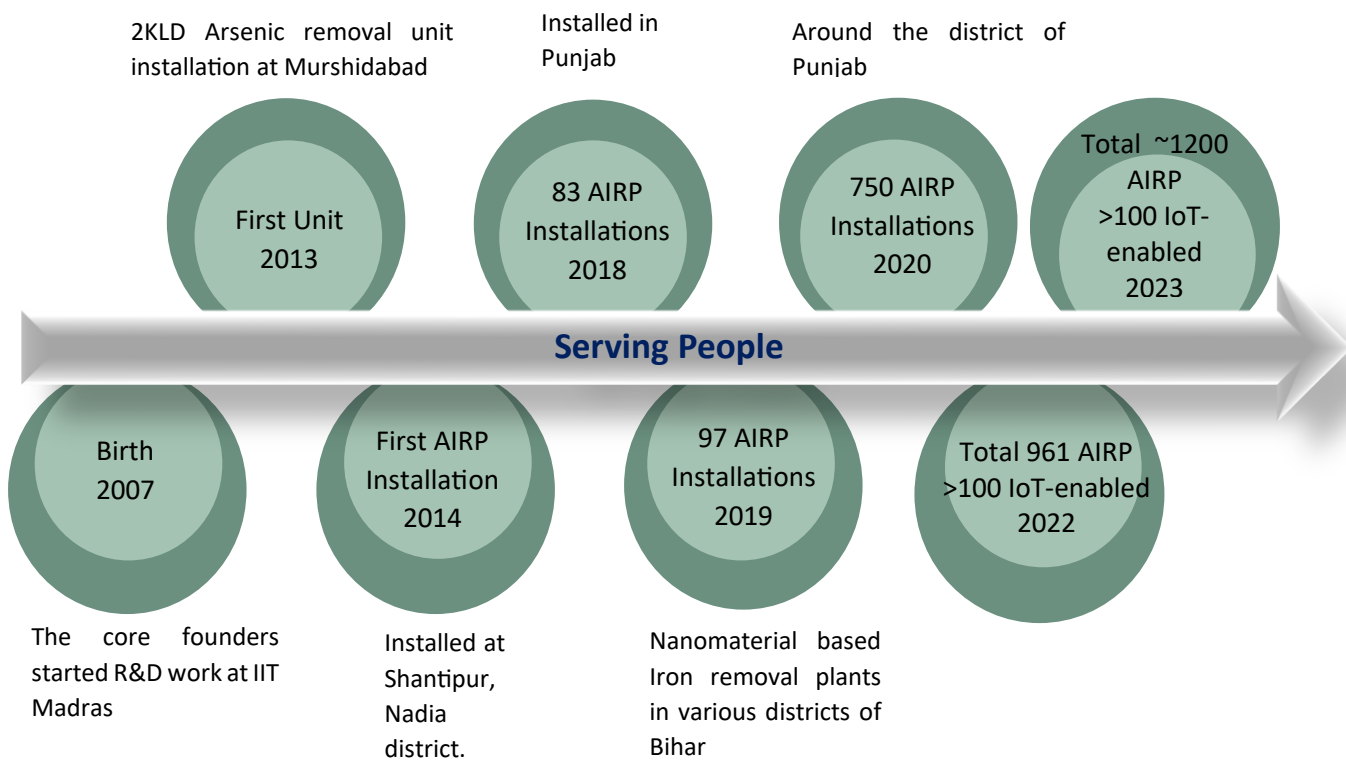 2KLD Arsenic removal unit
installation at Murshidabad
Installed in
Punjab
Around the district of
Punjab
First Unit
2013
83 AIRP
Installations
2018
750 AIRP
Installations
2020
Total ~1200
AIRP
>100 IoT-
enabled
2023
Serving People
Birth
2007
First AIRP
Installation
2014
97 AIRP
Installations
2019
Total 961 AIRP
>100 IoT-enabled
2022
The core founders
started R&D work at IIT
Madras
Installed at
Shantipur,
Nadia
district.
Nanomaterial based
Iron removal plants
in various districts of
Bihar